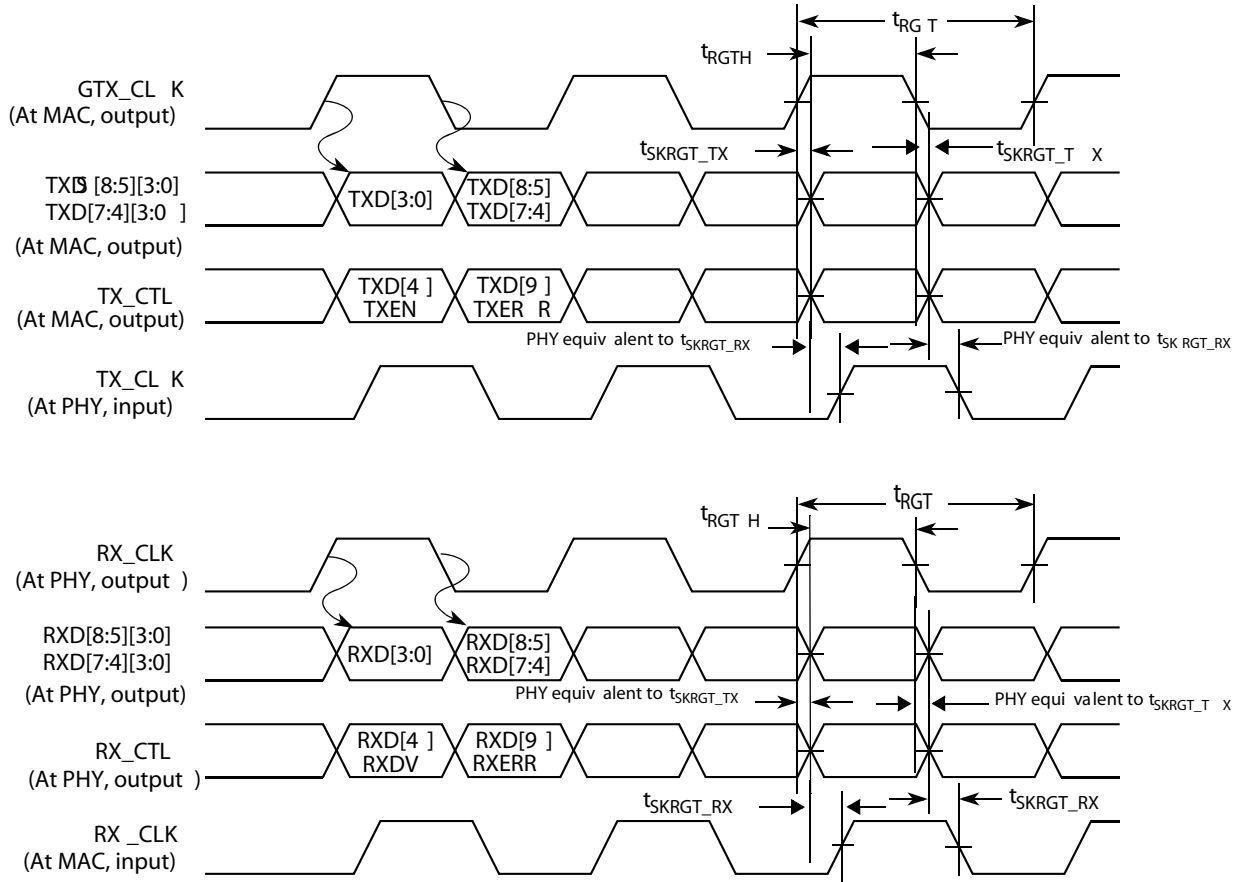 tRG T
tRGTH
GTX_CL K
(At MAC, output)
tSKRGT_TX
tSKRGT_T X
TXD[8:5][3:0]
TXD[7:4][3:0 ]
(At MAC, output)
TXD[3:0]
TXD[8:5]
TXD[7:4]
TX_CTL
(At MAC, output)
TXD[4 ]
TXEN
TXD[9 ]
TXER R
PHY equiv alent to tSKRGT_RX
PHY equiv alent to tSK RGT_RX
TX_CL K
(At PHY, input)
tRGT
tRGT H
RX_CLK
(At PHY, output )
RXD[8:5][3:0]
RXD[7:4][3:0]
(At PHY, output)
RXD[3:0]
RXD[8:5]
RXD[7:4]
PHY equiv alent to tSKRGT_TX
PHY equi valent to tSKRGT_T X
RX_CTL
(At PHY, output )
RXD[4 ]
RXDV
RXD[9 ]
RXERR
tSKRGT_RX
tSKRGT_RX
RX _CLK
(At MAC, input)